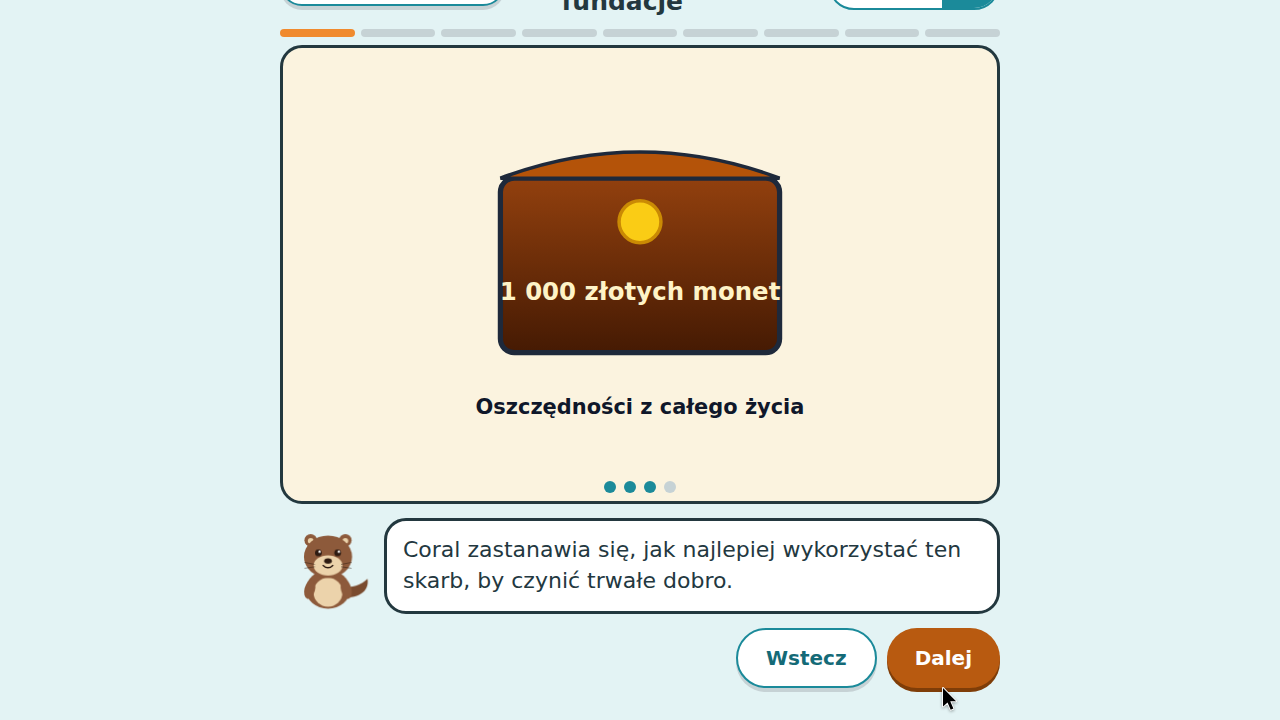 fundacje
1 000 złotych monet
Oszczędności z całego życia
Coral zastanawia się, jak najlepiej wykorzystać ten
skarb, by czynić trwałe dobro.
Wstecz
Dalej